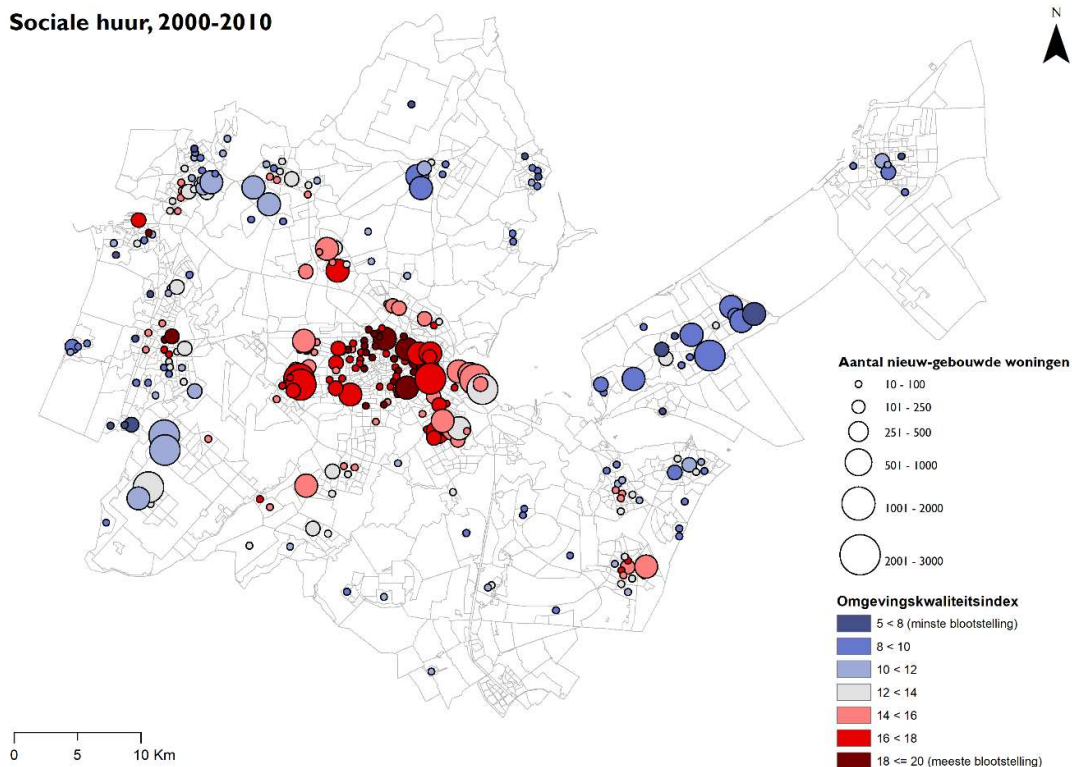 Sociale huur, 2000-2010
N
Aantal nieuw-gebouwde woningen
10 - 100
101 - 250
251 - 500
501 - 1000
1001 - 2000
2001 - 3000
Omgevingskwaliteitsindex
5 < 8 (minste blootstelling)
8 < 10
10 < 12
12 < 14
14 < 16
16 < 18
18 <= 20 (meeste blootstelling)
0 5 10 Km